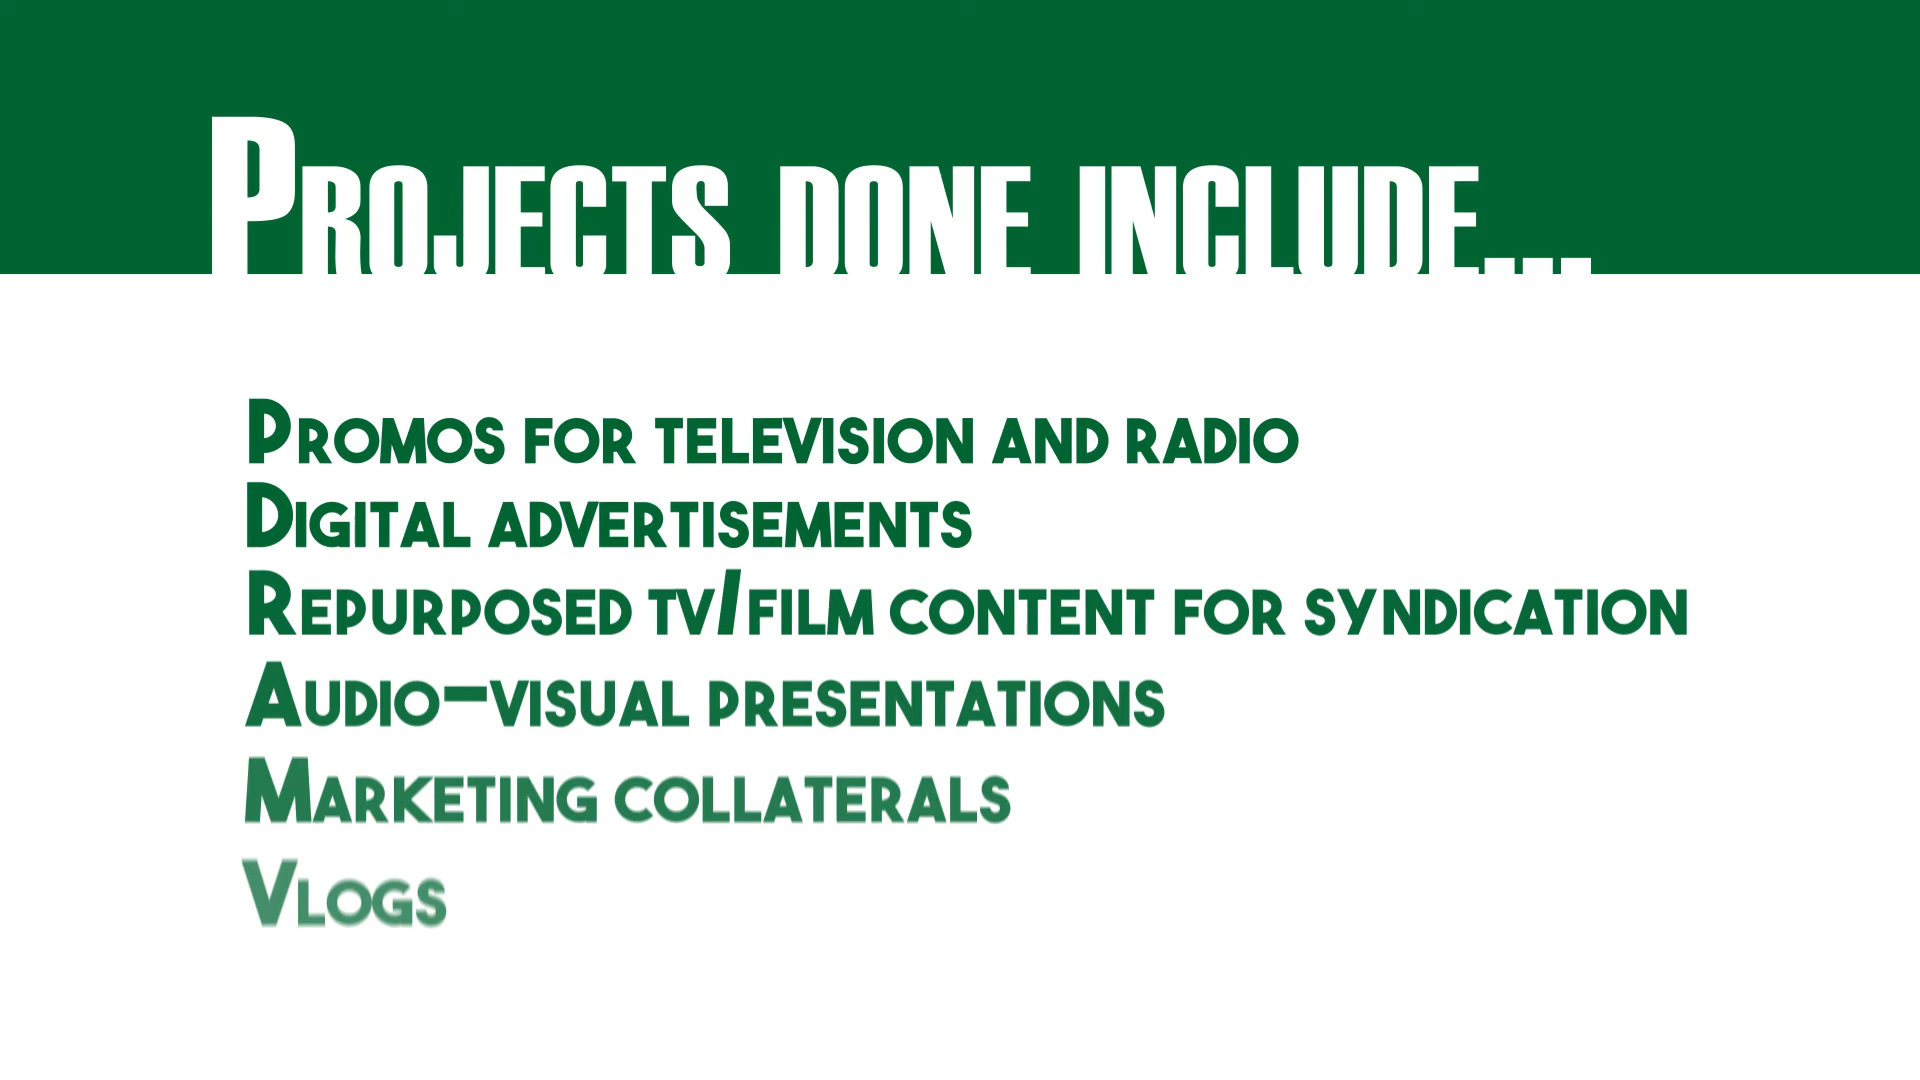 Projects done include...
Promos for television and radio
Digital advertisements
Repurposed tv/film content for syndication
Audio-visual presentations
Marketing collaterals
Vlogs